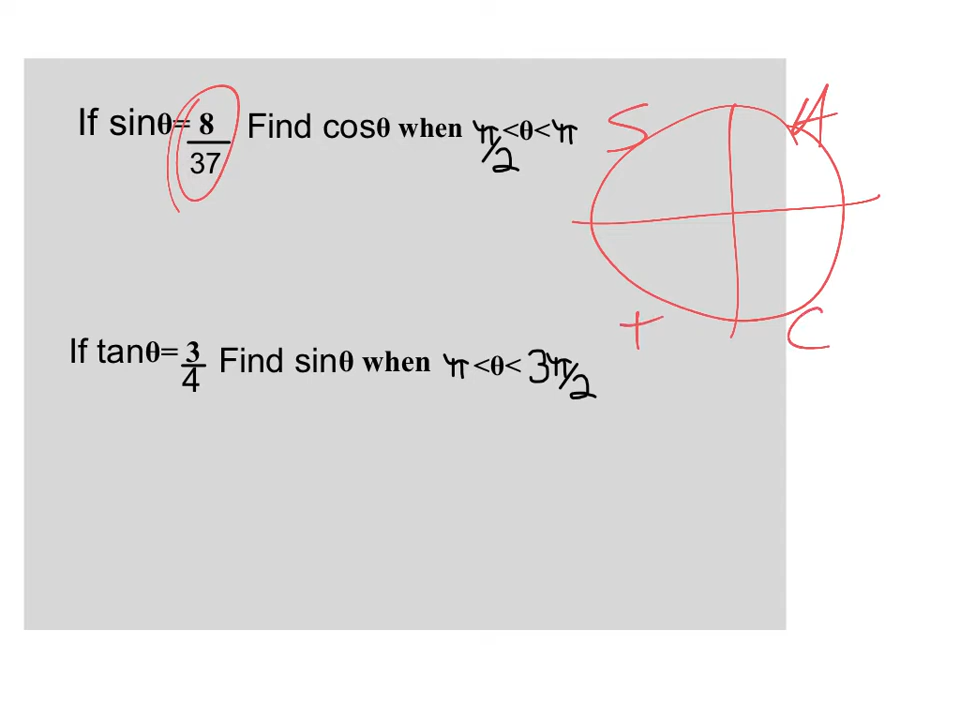 S A
If sinθ= 8/37 Find cosθ when π/2 <θ< π
T C
If tanθ= 3/4 Find sinθ when π <θ< 3π/2